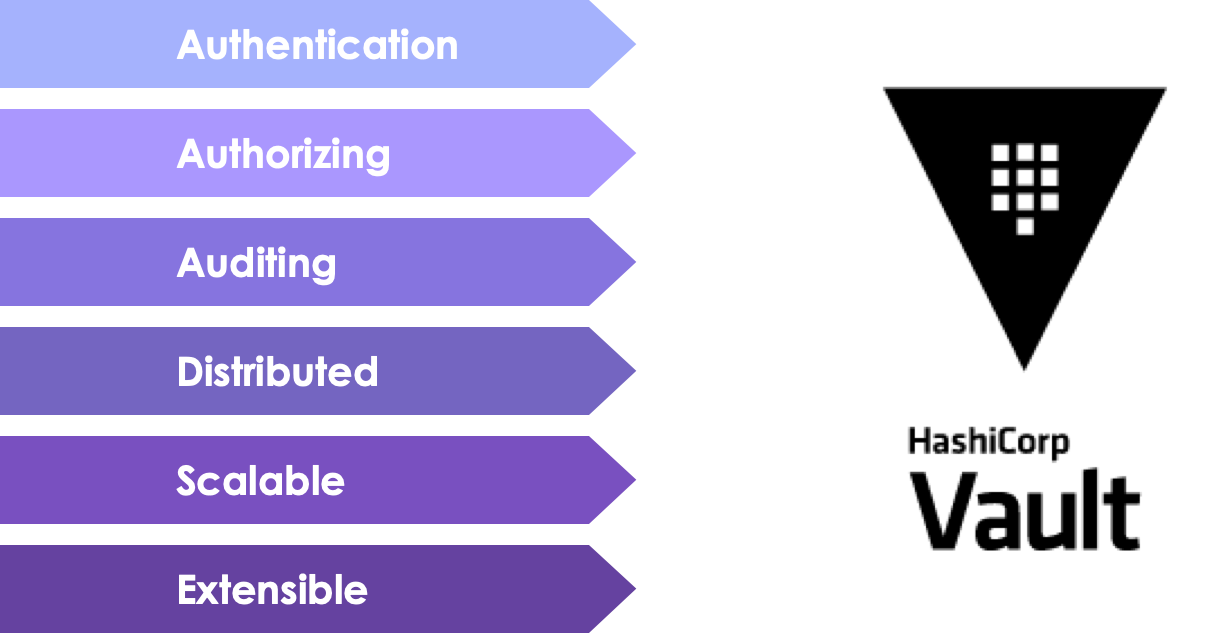 Authentication
Authorizing
Auditing
Distributed
Scalable
Extensible
HashiCorp
Vault